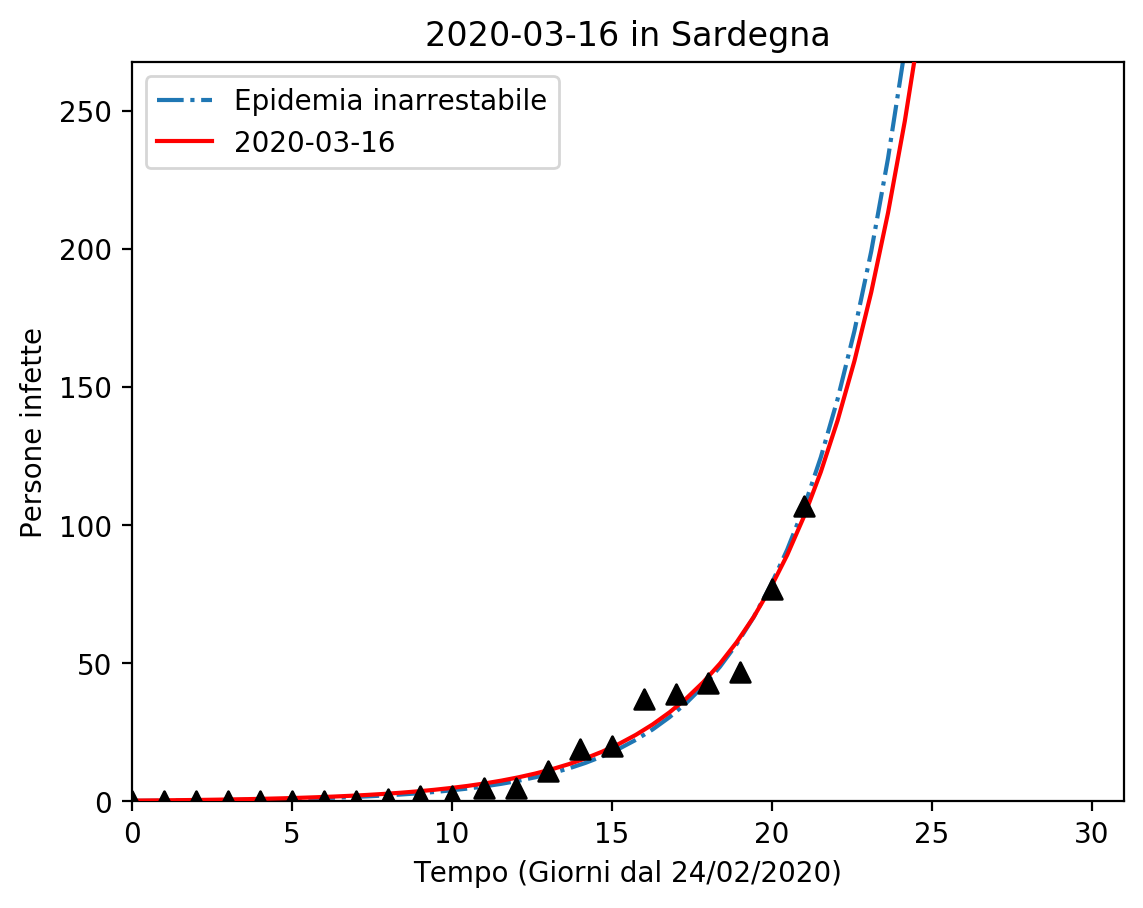 2020-03-16 in Sardegna
Epidemia inarrestabile
2020-03-16
250
200
150
100
50
0
Persone infette
0 5 10 15 20 25 30
Tempo (Giorni dal 24/02/2020)